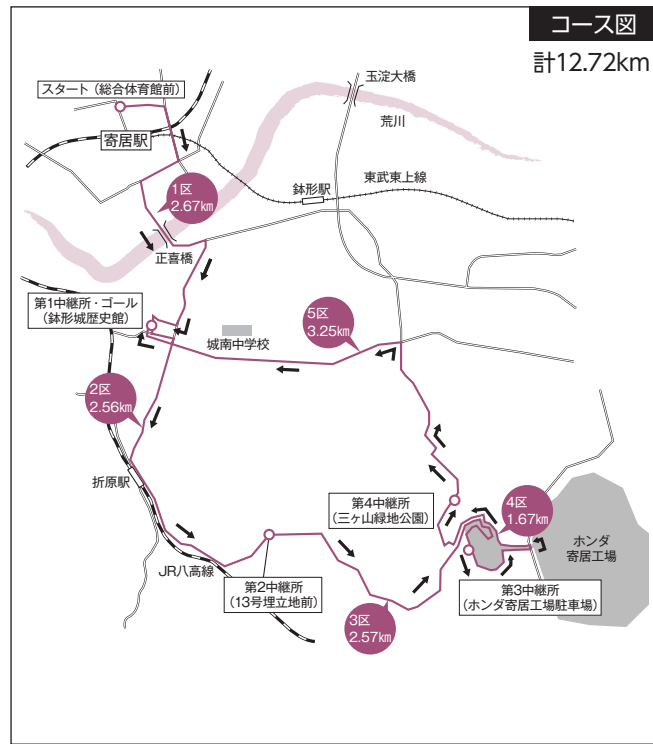 コース図
計12.72km
玉淀大橋
スタート（総合体育館前）
荒川
寄居駅
東武東上線
鉢形駅
1区
2.67km
正喜橋
第1中継所・ゴール
（鉢形城歴史館）
5区
3.25km
城南中学校
2区
2.56km
折原駅
第4中継所
（三ヶ山緑地公園）
4区
1.67km
ホンダ
寄居工場
JR八高線
第2中継所
（13号埋立地前）
第3中継所
（ホンダ寄居工場駐車場）
3区
2.57km